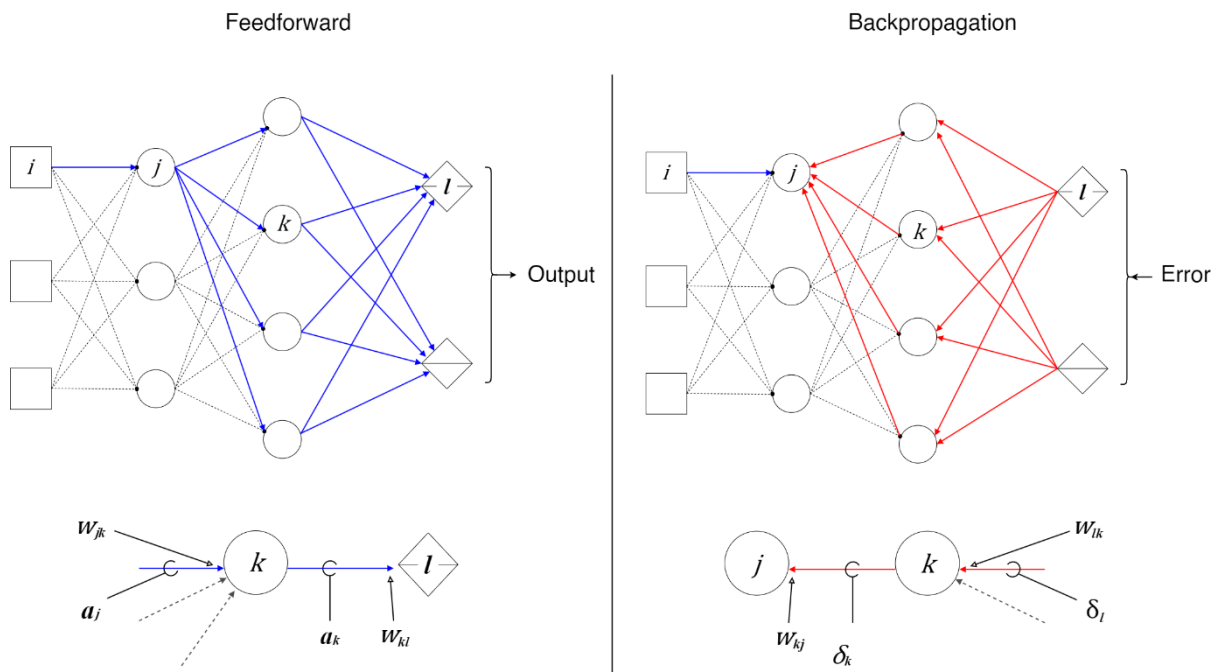 Feedforward
i
j
k
l
Output
w_jk
k
l
a_j
a_k
w_kl
Backpropagation
i
j
k
l
Error
w_lk
j
k
w_kj
δ_k
δ_l